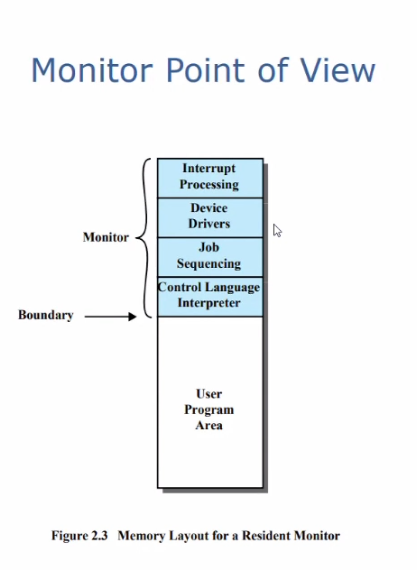 Monitor Point of View
Interrupt
Processing
Device
Drivers
Monitor
Job
Sequencing
Control Language
Interpreter
Boundary
User
Program
Area
Figure 2.3 Memory Layout for a Resident Monitor